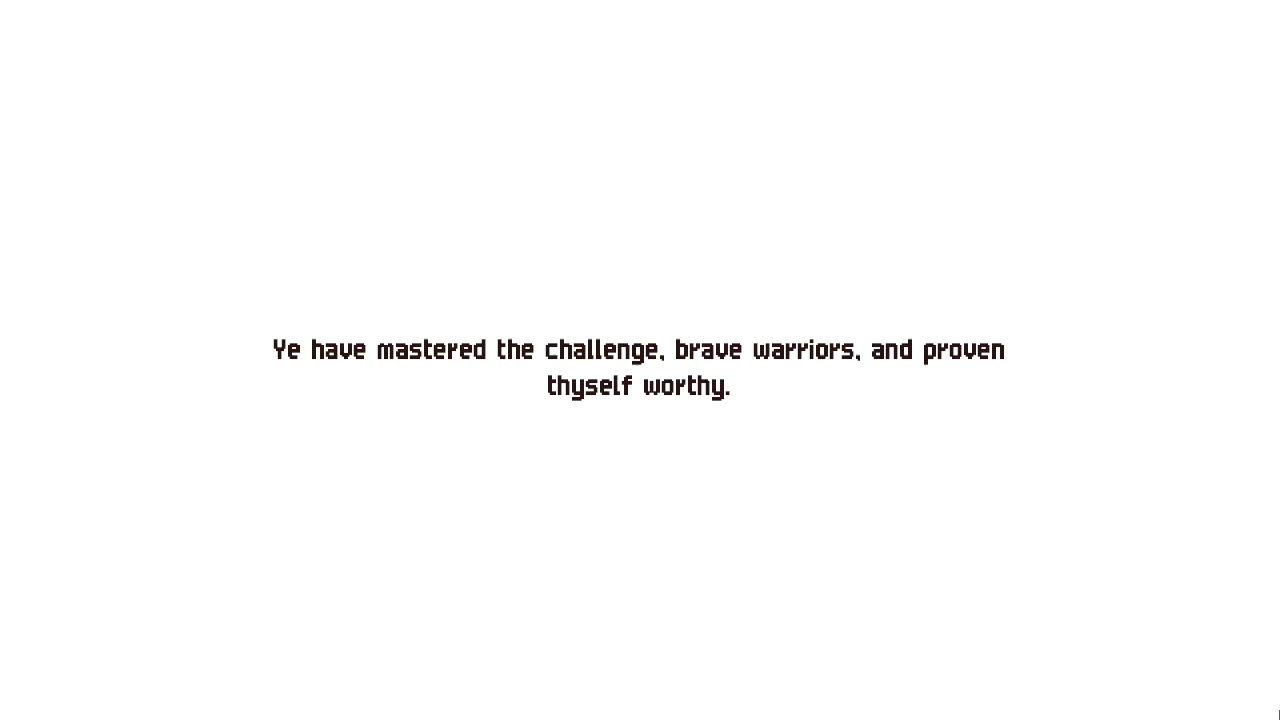 Ye have mastered the challenge, brave warriors, and proven
thyself worthy.